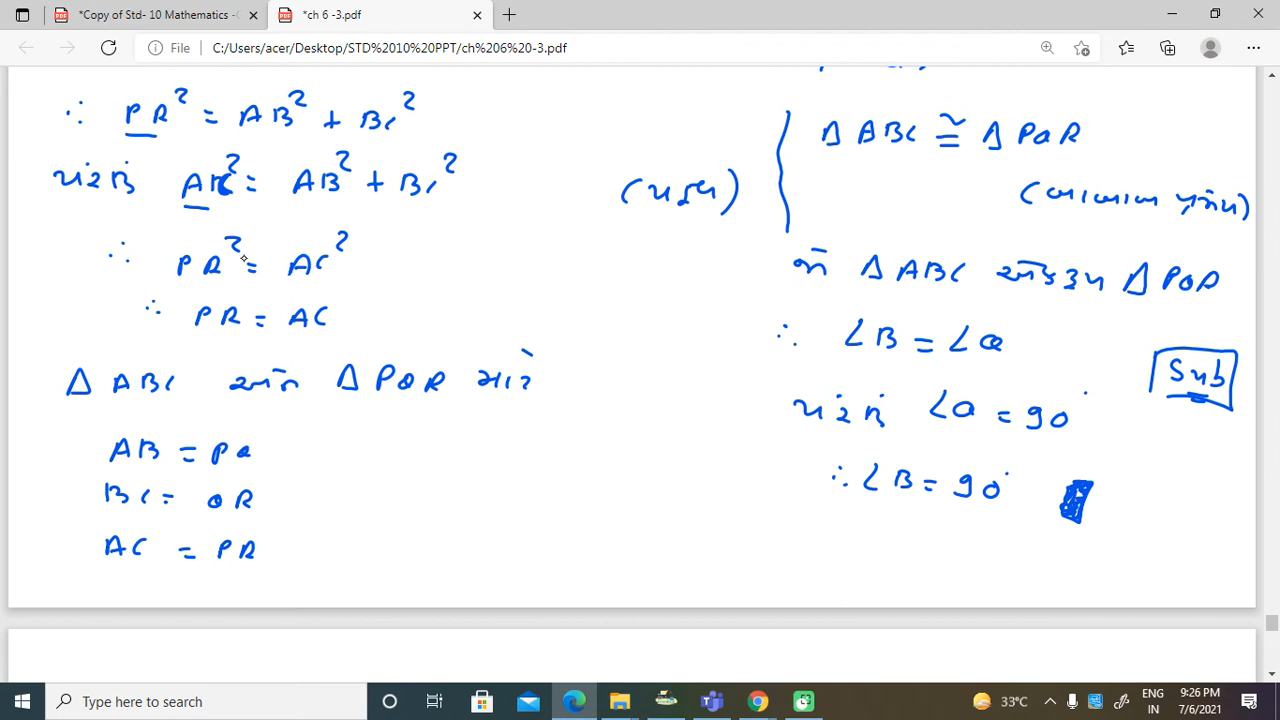 *Copy of Std- 10 Mathematics -
*ch 6 -3.pdf
File C:/Users/acer/Desktop/STD%2010%20PPT/ch%206%20-3.pdf
∴ PR² = AB² + BC²
પરંતુ AC² = AB² + BC²
∴ PR² = AC²
∴ PR = AC
Δ ABC અને Δ PQR માં
AB = PQ
BC = QR
AC = PR
(પક્ષ)
Δ ABC ≅ Δ PQR
Δ ABC Δ PQR
∴ ∠B = ∠Q
પરંતુ ∠Q = 90°
∴ ∠B = 90°
Sub
Type here to search
33°C
ENG
IN
9:26 PM
7/6/2021